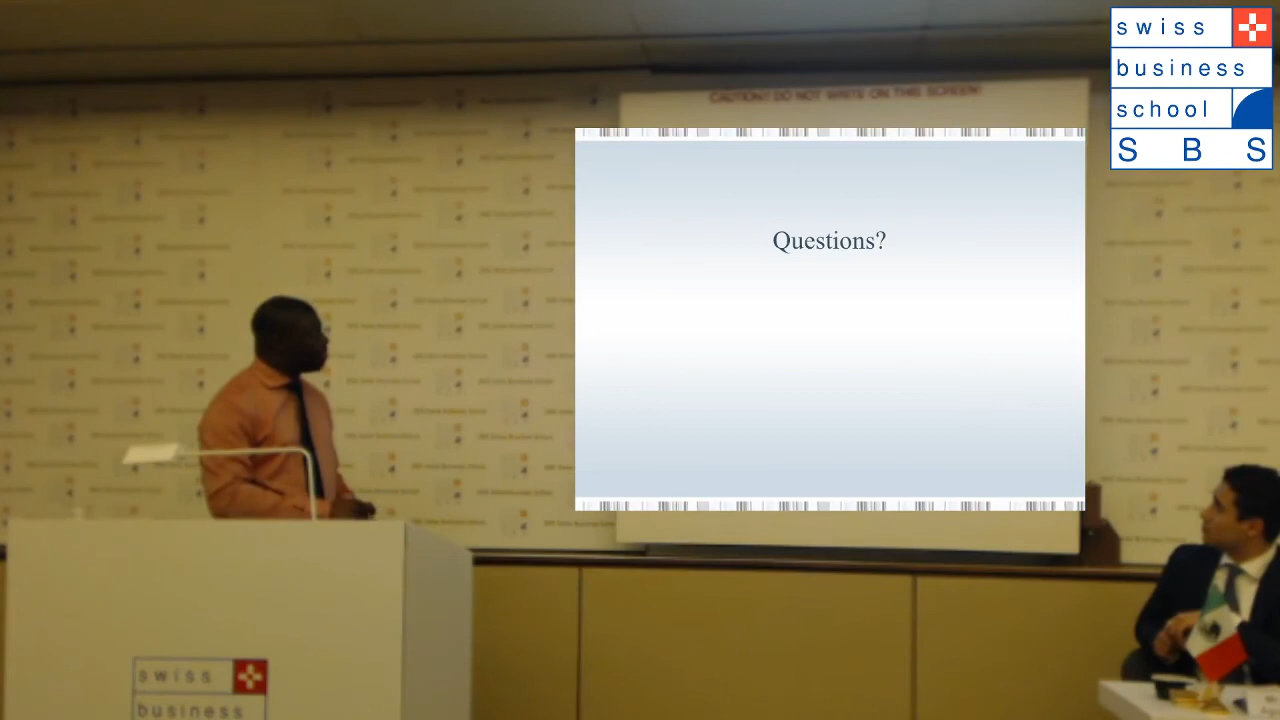 CAUTION! DO NOT WRITE ON THIS SCREEN!
Questions?
swiss
business
school
S B S
swiss
business